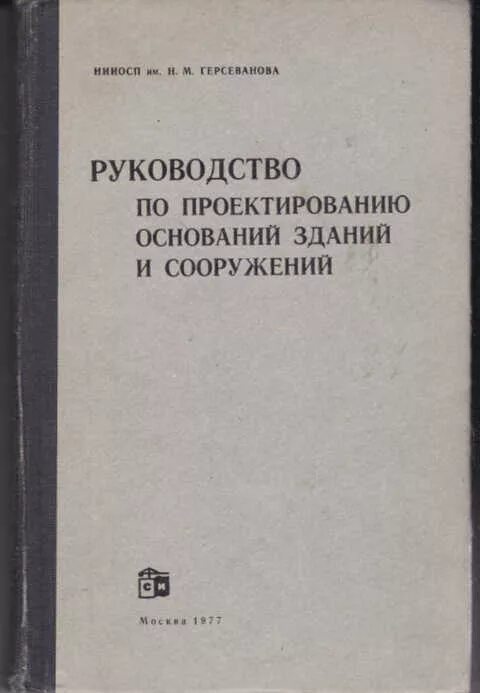 НИИОСП им. Н. М. ГЕРСЕВАНОВА
РУКОВОДСТВО
ПО ПРОЕКТИРОВАНИЮ
ОСНОВАНИЙ ЗДАНИЙ
И СООРУЖЕНИЙ
С И
Москва 1977